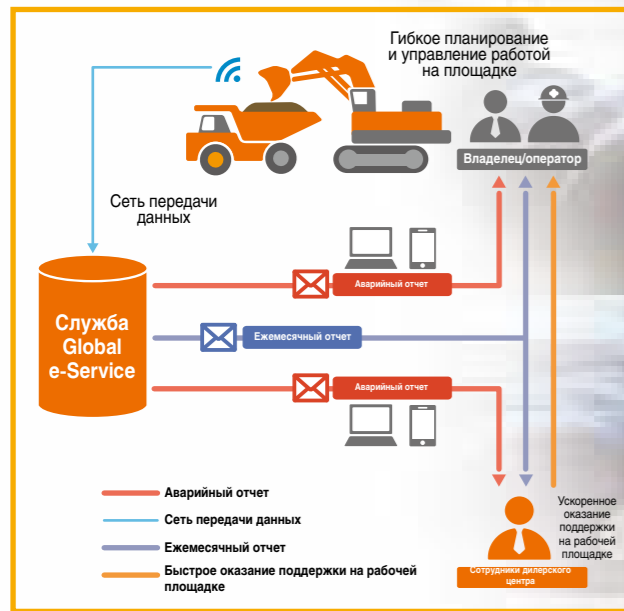 Гибкое планирование
и управление работой
на площадке
Владелец/оператор
Сеть передачи
данных
Аварийный отчет
Служба
Global
e-Service
Ежемесячный отчет
Аварийный отчет
Аварийный отчет
Сеть передачи данных
Ежемесячный отчет
Быстрое оказание поддержки на рабочей
площадке
Ускоренное
оказание
поддержки
на рабочей
площадке
Сотрудники дилерского
центра